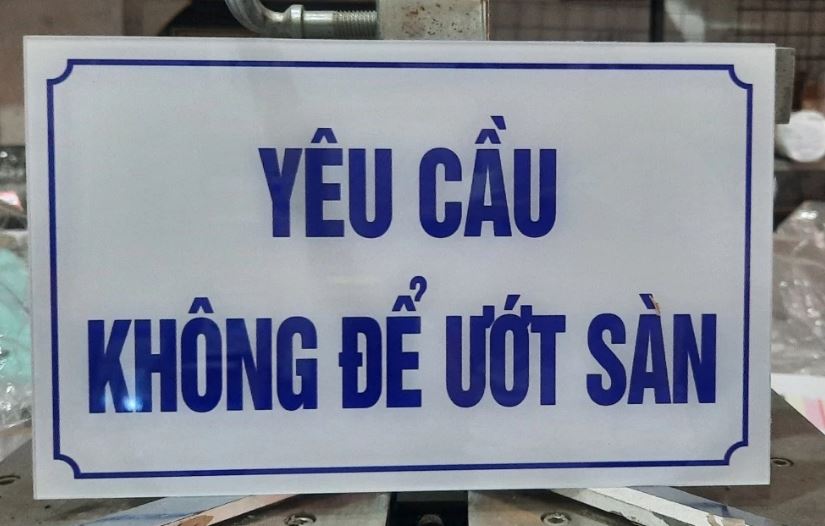 YÊU CẦU
KHÔNG ĐỂ ƯỚT SÀN